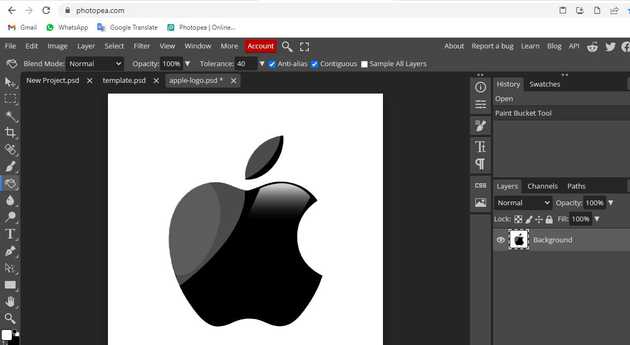 photopea.com
Gmail WhatsApp Google Translate Photopea | Online...
File Edit Image Layer Select Filter View Window More Account About Report a bug Learn Blog API
Blend Mode: Normal Opacity: 100% Tolerance: 40 Anti-alias Contiguous Sample All Layers
New Project.psd template.psd apple-logo.psd *
History Swatches
Open
Paint Bucket Tool
CSS
Layers Channels Paths
Normal Opacity: 100%
Lock: Fill: 100%
Background